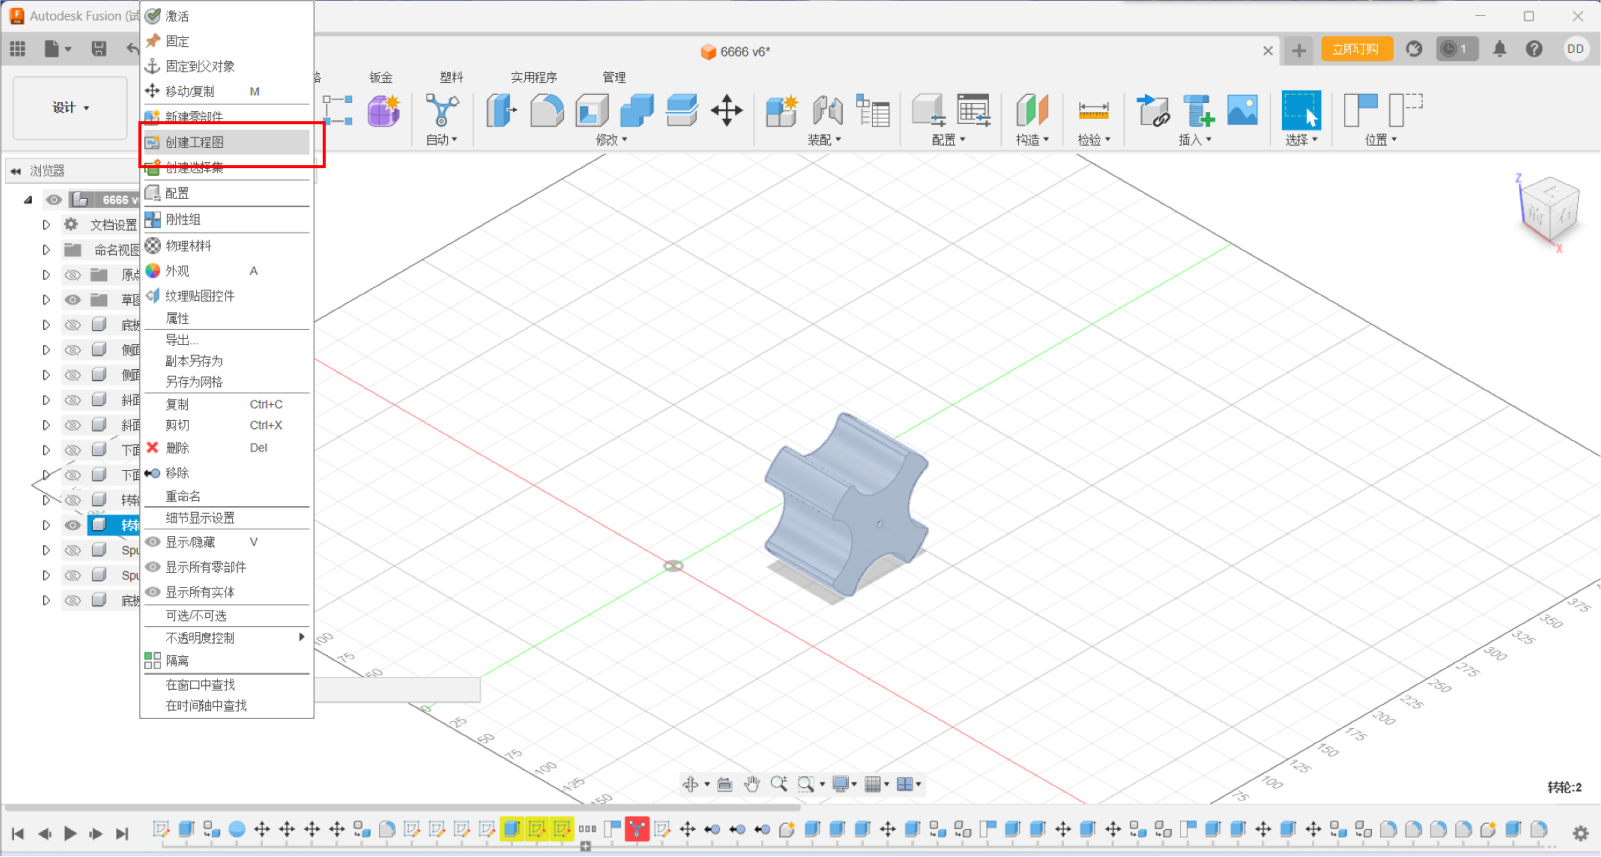 Autodesk Fusion (试
6666 v6*
立即订购
1
DD
设计
钣金
塑料
实用程序
管理
自动
修改
装配
配置
构造
检验
插入
选择
位置
浏览器
6666 v
文档设置
命名视图
原点
草图
底板
侧面
侧面
斜面
斜面
下面
下面
转轮
转轮
Spu
Spu
底板
激活
固定
固定到父对象
移动/复制 M
新建零部件
创建工程图
创建选择集
配置
刚性组
物理材料
外观 A
纹理贴图控件
属性
导出...
副本另存为
另存为网格
复制 Ctrl+C
剪切 Ctrl+X
删除 Del
移除
重命名
细节显示设置
显示/隐藏 V
显示所有零部件
显示所有实体
可选/不可选
不透明度控制
隔离
在窗口中查找
在时间轴中查找
Z
X
375
350
325
300
275
250
225
200
175
150
125
100
75
100
75
50
25
50
75
100
125
150
转轮:2